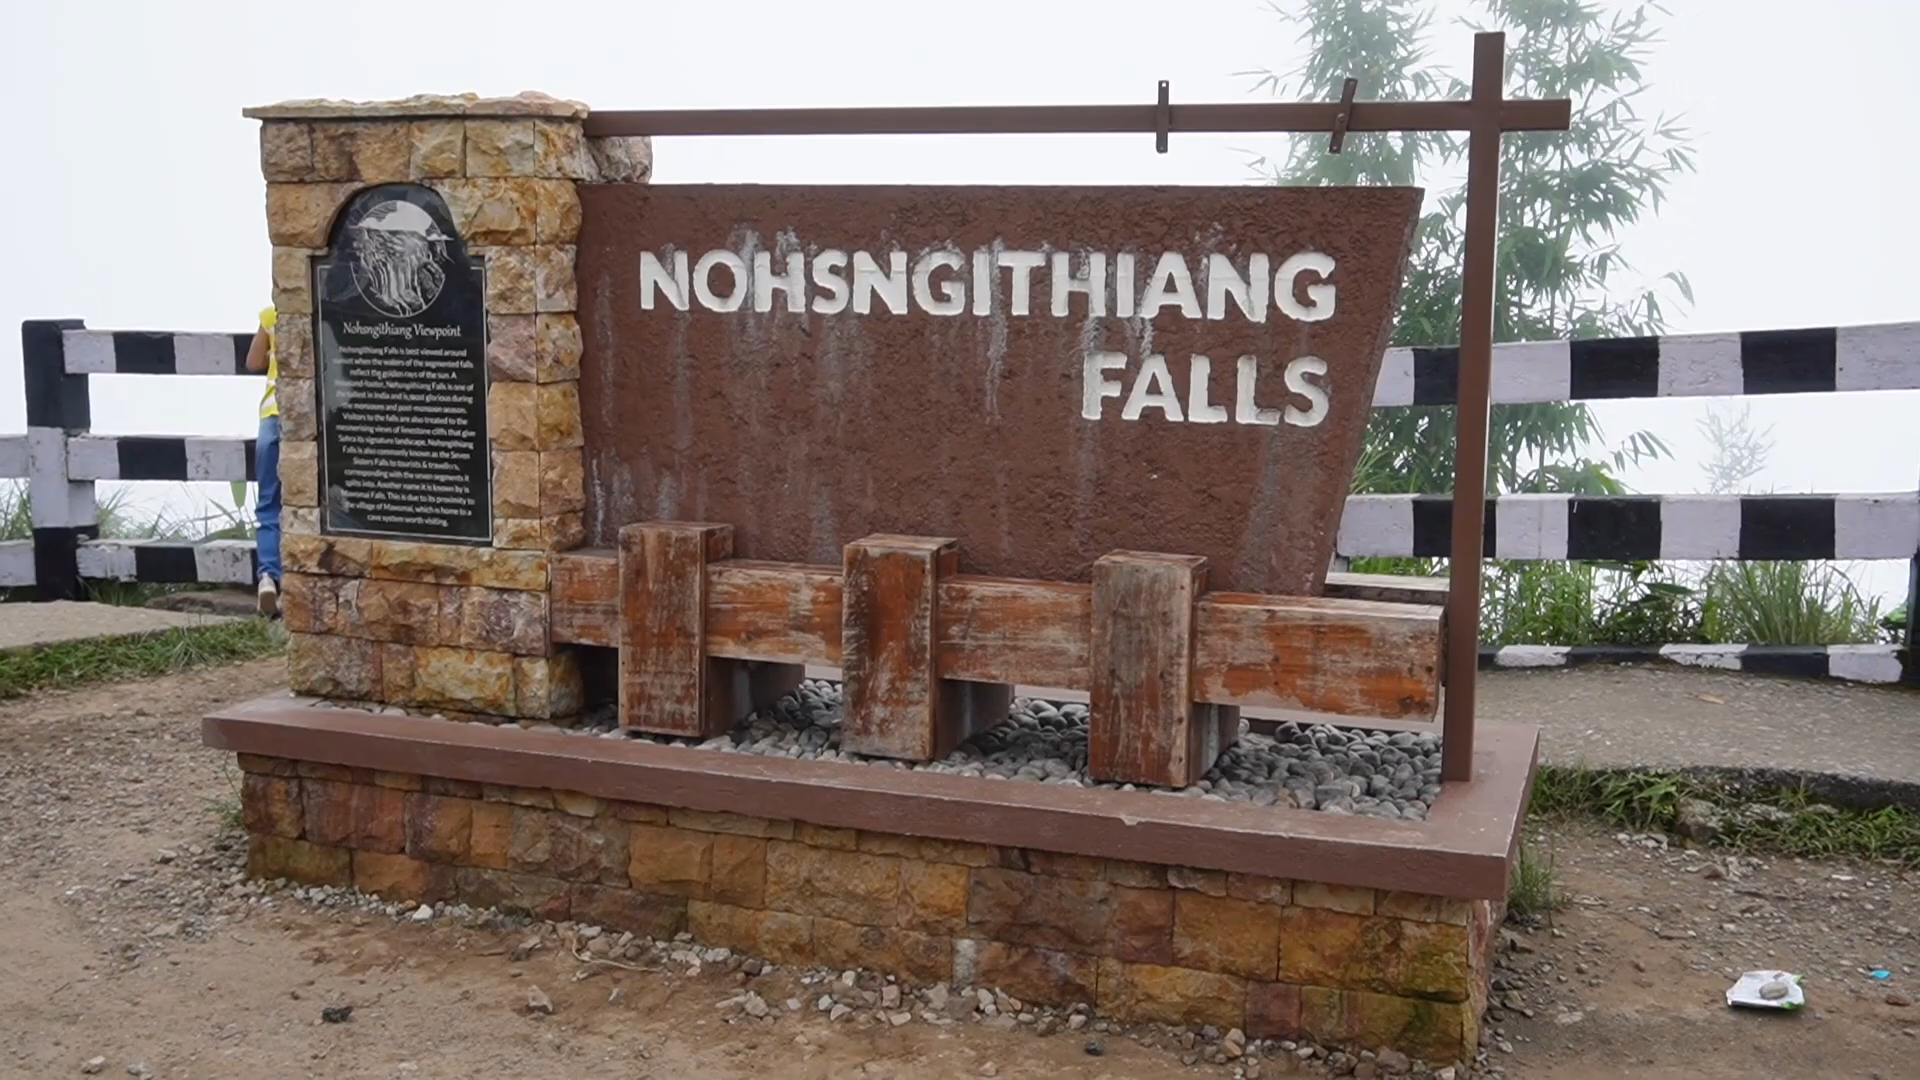 NOHSNGITHIANG
FALLS
Nohsngithiang Viewpoint
Nohsngithiang Falls is best viewed around
sunset when the waters of the segmented falls
reflect the golden rays of the sun. A
thousand-footer, Nohsngithiang Falls is one of
the tallest in India and is most glorious during
the monsoons and post-monsoon season.
Visitors to the falls are also treated to the
mesmerising views of limestone cliffs that give
Sohra its signature landscape. Nohsngithiang
Falls is also commonly known as the Seven
Sisters Falls to tourists & travellers,
corresponding with the seven segments it
splits into. Another name it is known by is
Mawsmai Falls. This is due to its proximity to
the village of Mawsmai, which is home to a
cave system worth visiting.